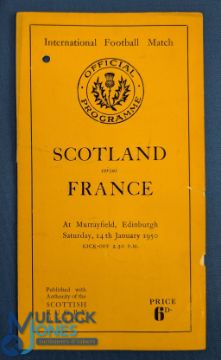 International Football Match
OFFICIAL
PROGRAMME
SCOTLAND
versus
FRANCE
At Murrayfield, Edinburgh
Saturday, 14th January 1950
KICK-OFF 2.30 P.M.
Published with
Authority of the
SCOTTISH
PRICE
6D.
MULLOCK
JONES